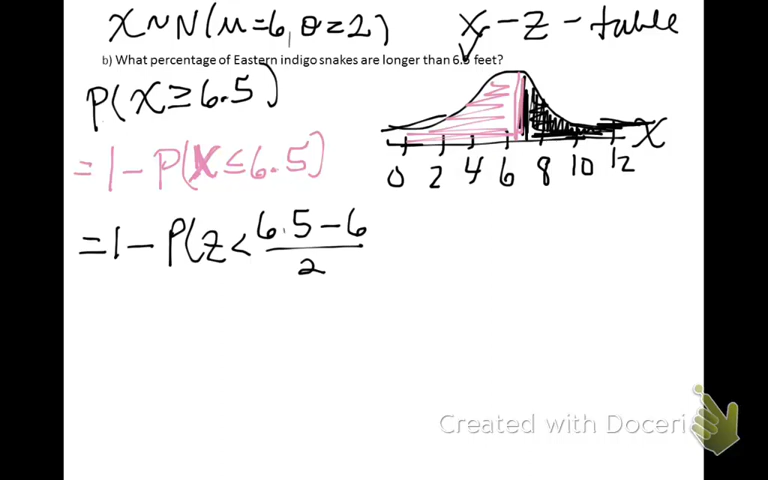 X~N(μ=6, σ=2)
X - Z - table
b) What percentage of Eastern indigo snakes are longer than 6.5 feet?
P(X≥6.5)
=1-P(X≤6.5)
0 2 4 6 8 10 12 X
=1-P(Z<(6.5-6)/2
Created with Doceri